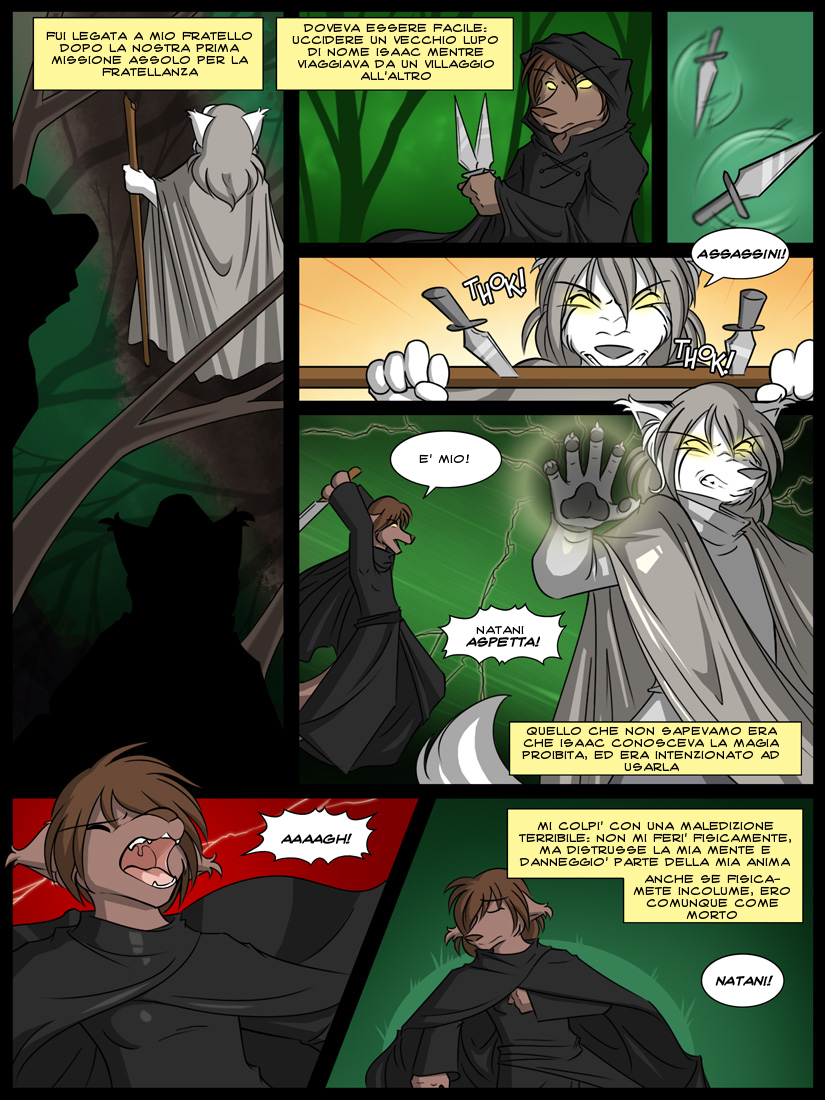 FUI LEGATA A MIO FRATELLO
DOPO LA NOSTRA PRIMA
MISSIONE ASSOLO PER LA
FRATELLANZA
DOVEVA ESSERE FACILE:
UCCIDERE UN VECCHIO LUPO
DI NOME ISAAC MENTRE
VIAGGIAVA DA UN VILLAGGIO
ALL'ALTRO
ASSASSINI!
THOK!
THOK!
E' MIO!
NATANI
ASPETTA!
QUELLO CHE NON SAPEVAMO ERA
CHE ISAAC CONOSCEVA LA MAGIA
PROIBITA, ED ERA INTENZIONATO AD
USARLA
AAAAGH!
MI COLPI' CON UNA MALEDIZIONE
TERRIBILE: NON MI FERI' FISICAMENTE,
MA DISTRUSSE LA MIA MENTE E
DANNEGGIO' PARTE DELLA MIA ANIMA
ANCHE SE FISICA-
METE INCOLUME, ERO
COMUNQUE COME
MORTO
NATANI!